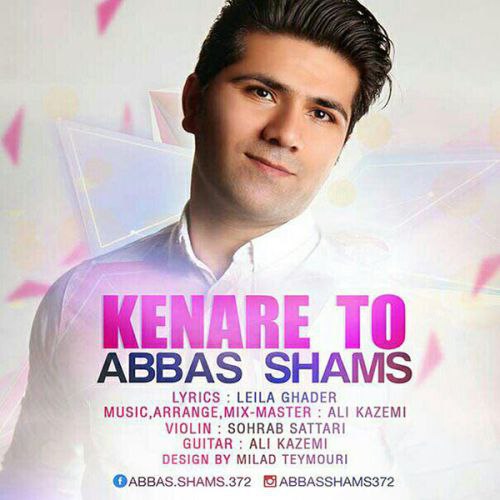 KENARE TO
ABBAS SHAMS
LYRICS : LEILA GHADER
MUSIC,ARRANGE,MIX-MASTER : ALI KAZEMI
VIOLIN : SOHRAB SATTARI
GUITAR : ALI KAZEMI
DESIGN BY MILAD TEYMOURI
ABBAS.SHAMS.372 ABBASSHAMS372